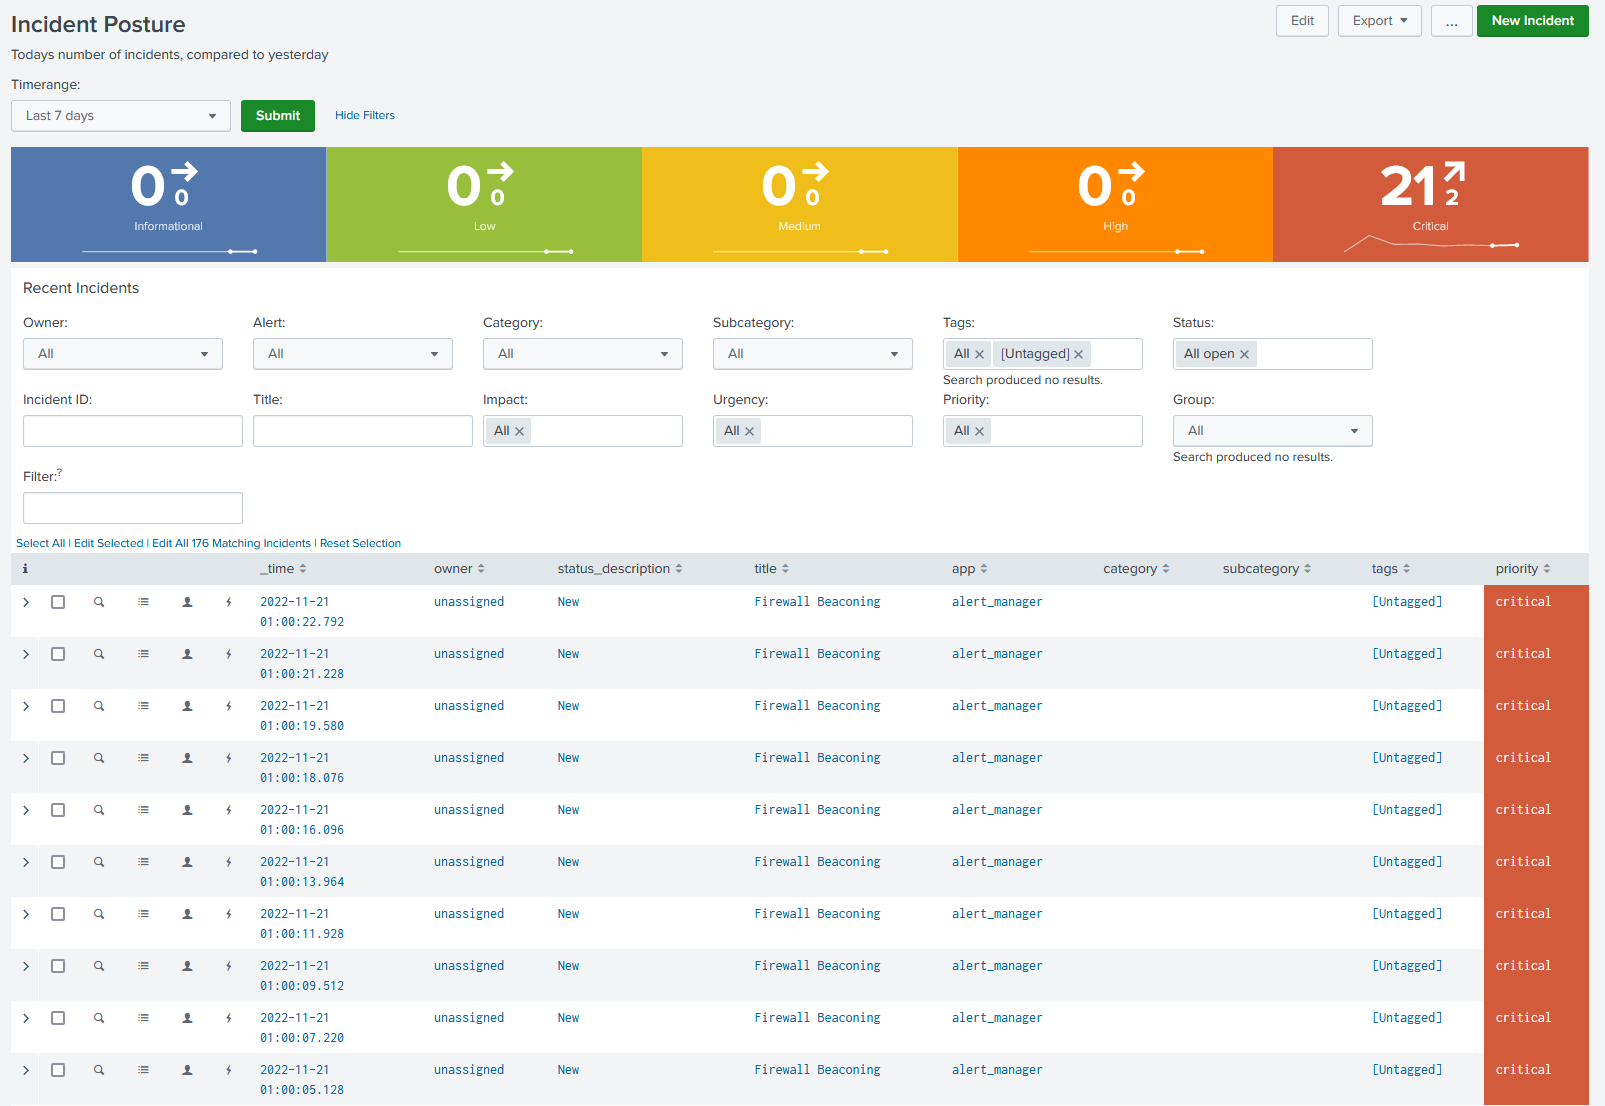 Incident Posture
Edit
Export
...
New Incident
Todays number of incidents, compared to yesterday
Timerange:
Last 7 days
Submit
Hide Filters
0 0
Informational
0 0
Low
0 0
Medium
0 0
High
21 2
Critical
Recent Incidents
Owner: Alert: Category: Subcategory: Tags: Status:
All All All All All × [Untagged] × All open ×
Search produced no results.
Incident ID: Title: Impact: Urgency: Priority: Group:
All × All × All × All
Search produced no results.
Filter:?
Select All | Edit Selected | Edit All 176 Matching Incidents | Reset Selection
i _time owner status_description title app category subcategory tags priority
2022-11-21 unassigned New Firewall Beaconing alert_manager [Untagged] critical
01:00:22.792
2022-11-21 unassigned New Firewall Beaconing alert_manager [Untagged] critical
01:00:21.228
2022-11-21 unassigned New Firewall Beaconing alert_manager [Untagged] critical
01:00:19.580
2022-11-21 unassigned New Firewall Beaconing alert_manager [Untagged] critical
01:00:18.076
2022-11-21 unassigned New Firewall Beaconing alert_manager [Untagged] critical
01:00:16.096
2022-11-21 unassigned New Firewall Beaconing alert_manager [Untagged] critical
01:00:13.964
2022-11-21 unassigned New Firewall Beaconing alert_manager [Untagged] critical
01:00:11.928
2022-11-21 unassigned New Firewall Beaconing alert_manager [Untagged] critical
01:00:09.512
2022-11-21 unassigned New Firewall Beaconing alert_manager [Untagged] critical
01:00:07.220
2022-11-21 unassigned New Firewall Beaconing alert_manager [Untagged] critical
01:00:05.128